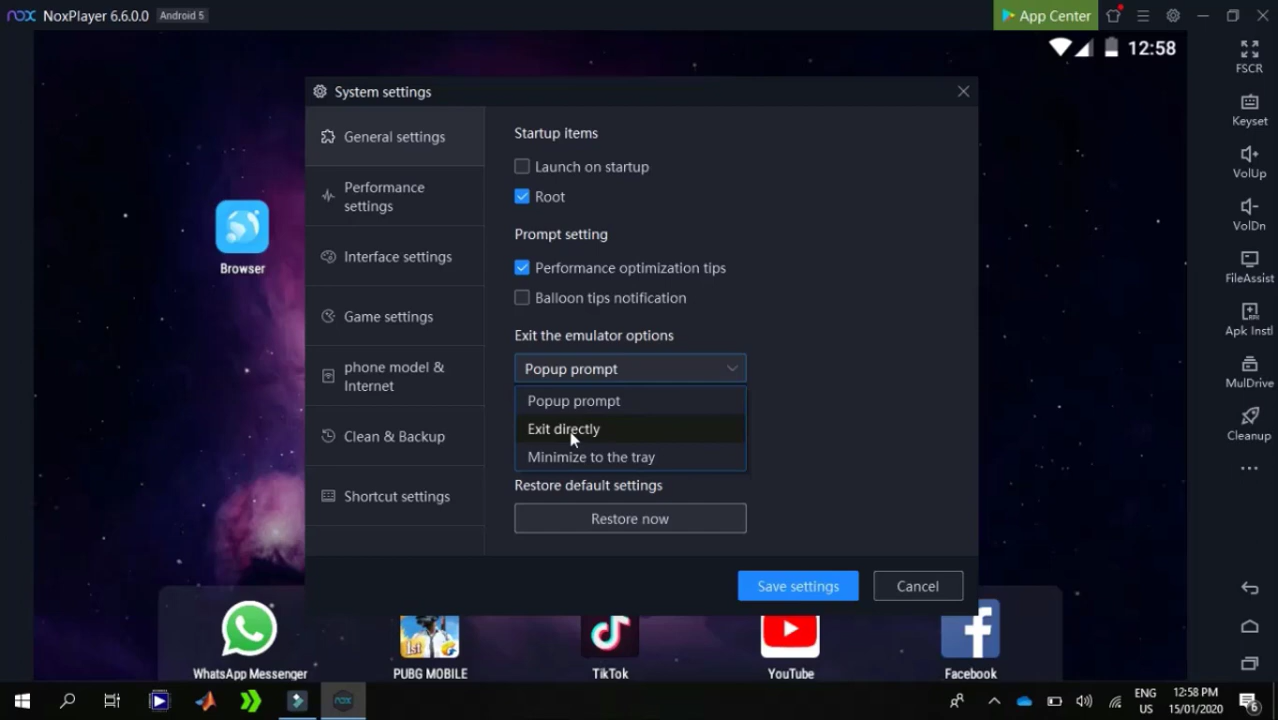 nox NoxPlayer 6.6.0.0 Android 5
App Center
12:58
FSCR
Keyset
VolUp
VolDn
FileAssist
Apk Instl
MulDrive
Cleanup
System settings
General settings
Performance
settings
Interface settings
Game settings
phone model &
Internet
Clean & Backup
Shortcut settings
Startup items
Launch on startup
Root
Prompt setting
Performance optimization tips
Balloon tips notification
Exit the emulator options
Popup prompt
Popup prompt
Exit directly
Minimize to the tray
Restore default settings
Restore now
Save settings
Cancel
Browser
1st
WhatsApp Messenger
PUBG MOBILE
TikTok
YouTube
Facebook
nox
ENG
US
12:58 PM
15/01/2020
6